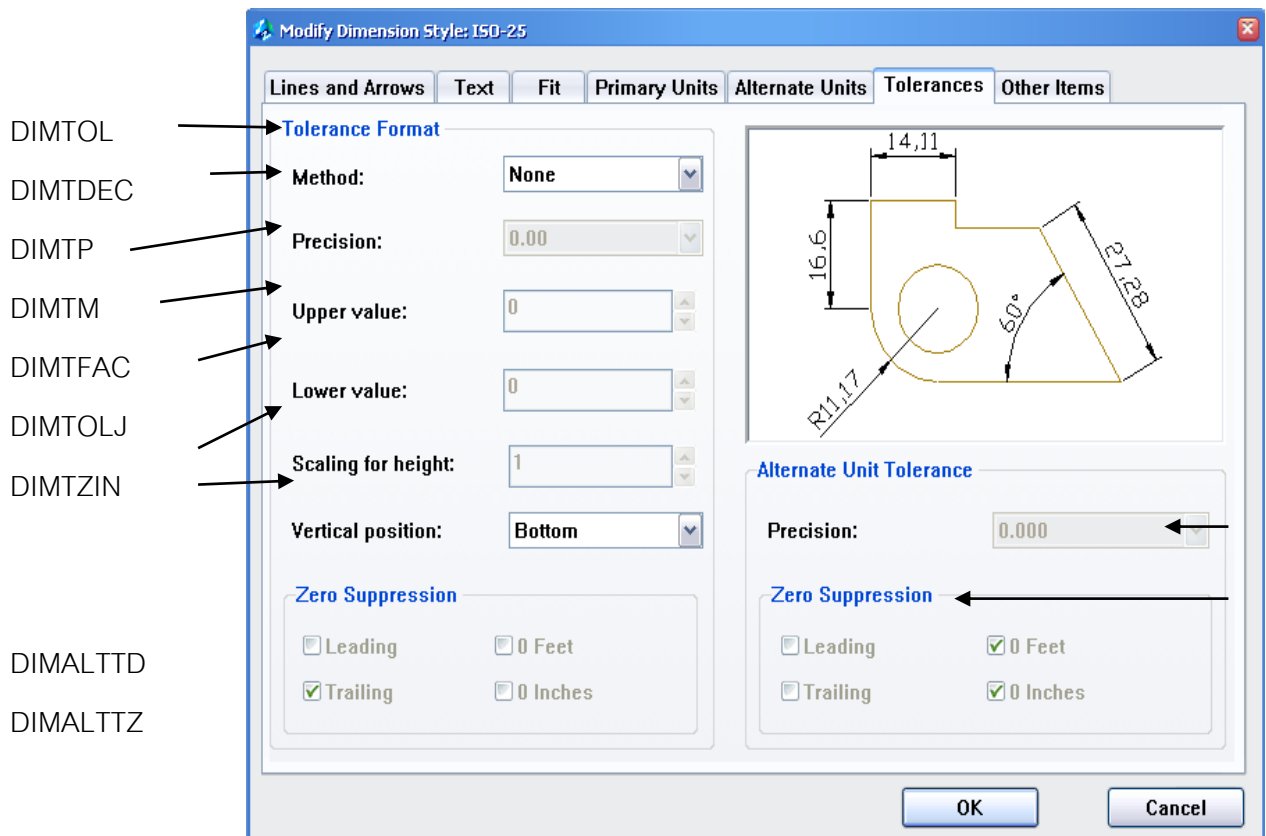 Modify Dimension Style: ISO-25
Lines and Arrows Text Fit Primary Units Alternate Units Tolerances Other Items
DIMTOL
DIMTDEC
DIMTP
DIMTM
DIMTFAC
DIMTOLJ
DIMTZIN
DIMALTTD
DIMALTTZ
Tolerance Format
Method: None
Precision: 0.00
Upper value: 0
Lower value: 0
Scaling for height: 1
Vertical position: Bottom
Zero Suppression
Leading 0 Feet
Trailing 0 Inches
14,11
16,6
27,28
60°
R11,17
Alternate Unit Tolerance
Precision: 0.000
Zero Suppression
Leading 0 Feet
Trailing 0 Inches
OK Cancel